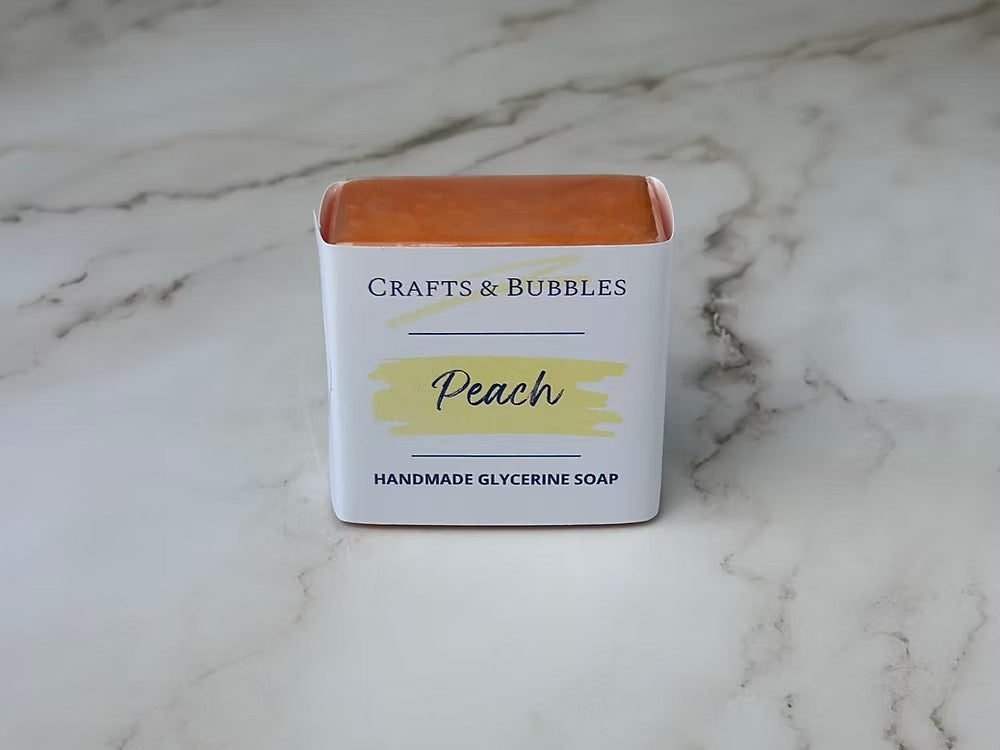 CRAFTS & BUBBLES
Peach
HANDMADE GLYCERINE SOAP